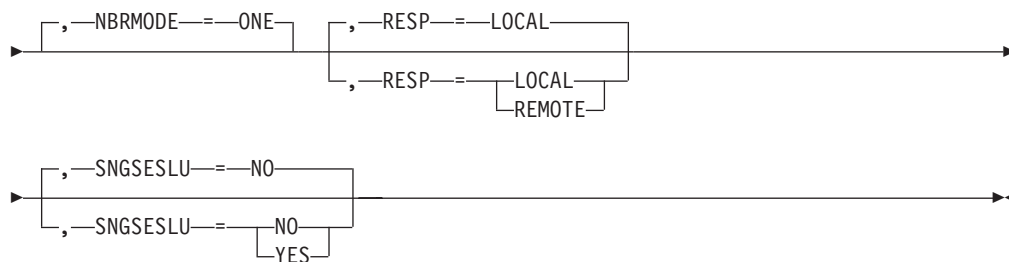 , NBRMODE = ONE , RESP = LOCAL
, RESP = LOCAL
REMOTE
, SNGSESLU = NO
, SNGSESLU = NO
YES